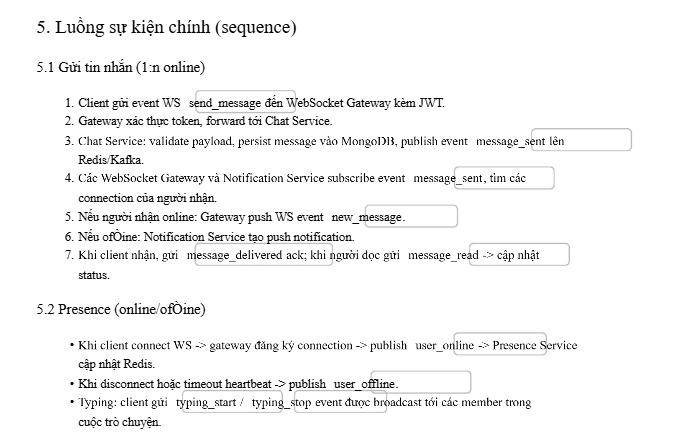 5. Luồng sự kiện chính (sequence)
5.1 Gửi tin nhắn (1:n online)
1. Client gửi event WS send_message đến WebSocket Gateway kèm JWT.
2. Gateway xác thực token, forward tới Chat Service.
3. Chat Service: validate payload, persist message vào MongoDB, publish event message_sent lên
Redis/Kafka.
4. Các WebSocket Gateway và Notification Service subscribe event message_sent, tìm các
connection của người nhận.
5. Nếu người nhận online: Gateway push WS event new_message.
6. Nếu ofÒine: Notification Service tạo push notification.
7. Khi client nhận, gửi message_delivered ack; khi người đọc gửi message_read -> cập nhật
status.
5.2 Presence (online/ofÒine)
• Khi client connect WS -> gateway đăng ký connection -> publish user_online -> Presence Service
cập nhật Redis.
• Khi disconnect hoặc timeout heartbeat -> publish user_offline.
• Typing: client gửi typing_start / typing_stop event được broadcast tới các member trong
cuộc trò chuyện.